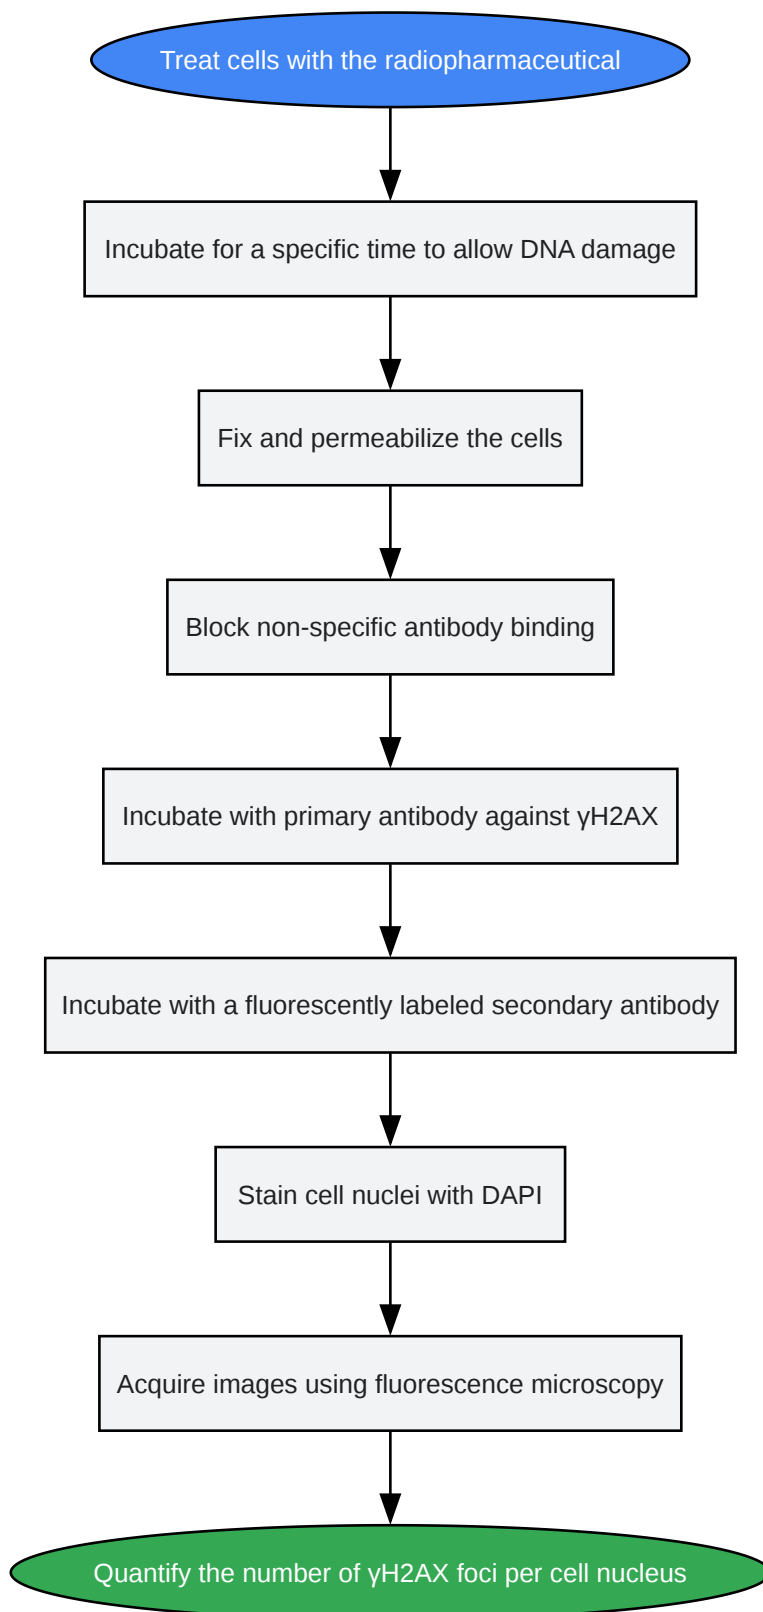 Treat cells with the radiopharmaceutical
Incubate for a specific time to allow DNA damage
Fix and permeabilize the cells
Block non-specific antibody binding
Incubate with primary antibody against γH2AX
Incubate with a fluorescently labeled secondary antibody
Stain cell nuclei with DAPI
Acquire images using fluorescence microscopy
Quantify the number of γH2AX foci per cell nucleus